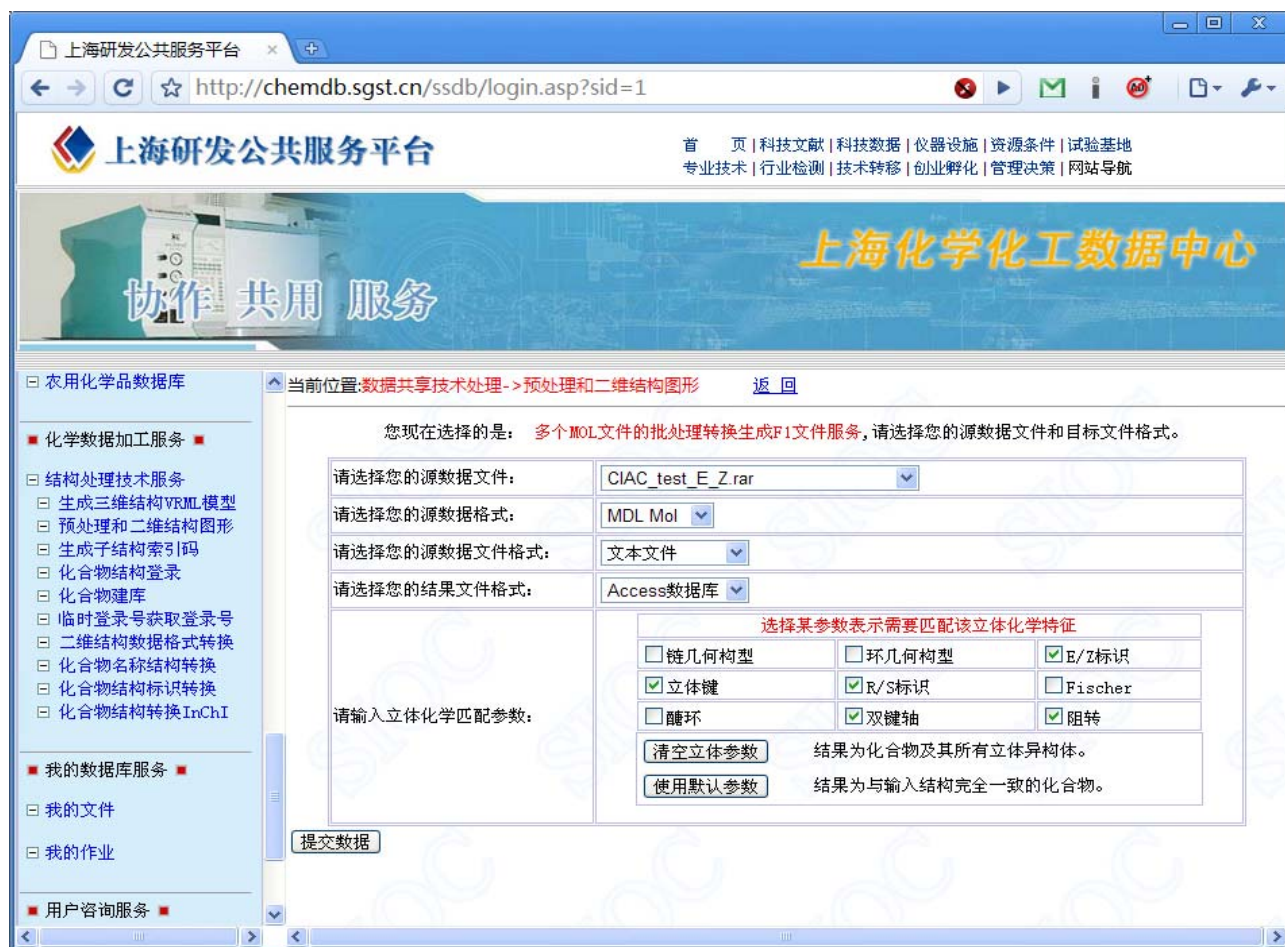 上海研发公共服务平台
http://chemdb.sgst.cn/ssdb/login.asp?sid=1
上海研发公共服务平台
首 页|科技文献|科技数据|仪器设施|资源条件|试验基地
专业技术|行业检测|技术转移|创业孵化|管理决策|网站导航
上海化学化工数据中心
协作 共用 服务
农用化学品数据库
化学数据加工服务
结构处理技术服务
生成三维结构VRML模型
预处理和二维结构图形
生成子结构索引码
化合物结构登录
化合物建库
临时登录号获取登录号
二维结构数据格式转换
化合物名称结构转换
化合物结构标识转换
化合物结构转换InChI
我的数据库服务
我的文件
我的作业
用户咨询服务
当前位置:数据共享技术处理->预处理和二维结构图形 返 回
您现在选择的是: 多个MOL文件的批处理转换生成F1文件服务,请选择您的源数据文件和目标文件格式。
请选择您的源数据文件: CIAC_test_E_Z.rar
请选择您的源数据格式: MDL Mol
请选择您的源数据文件格式: 文本文件
请选择您的结果文件格式: Access数据库
请输入立体化学匹配参数:
选择某参数表示需要匹配该立体化学特征
链几何构型 环几何构型 E/Z标识
立体键 R/S标识 Fischer
醣环 双键轴 阻转
清空立体参数 结果为化合物及其所有立体异构体。
使用默认参数 结果为与输入结构完全一致的化合物。
提交数据
SIOC